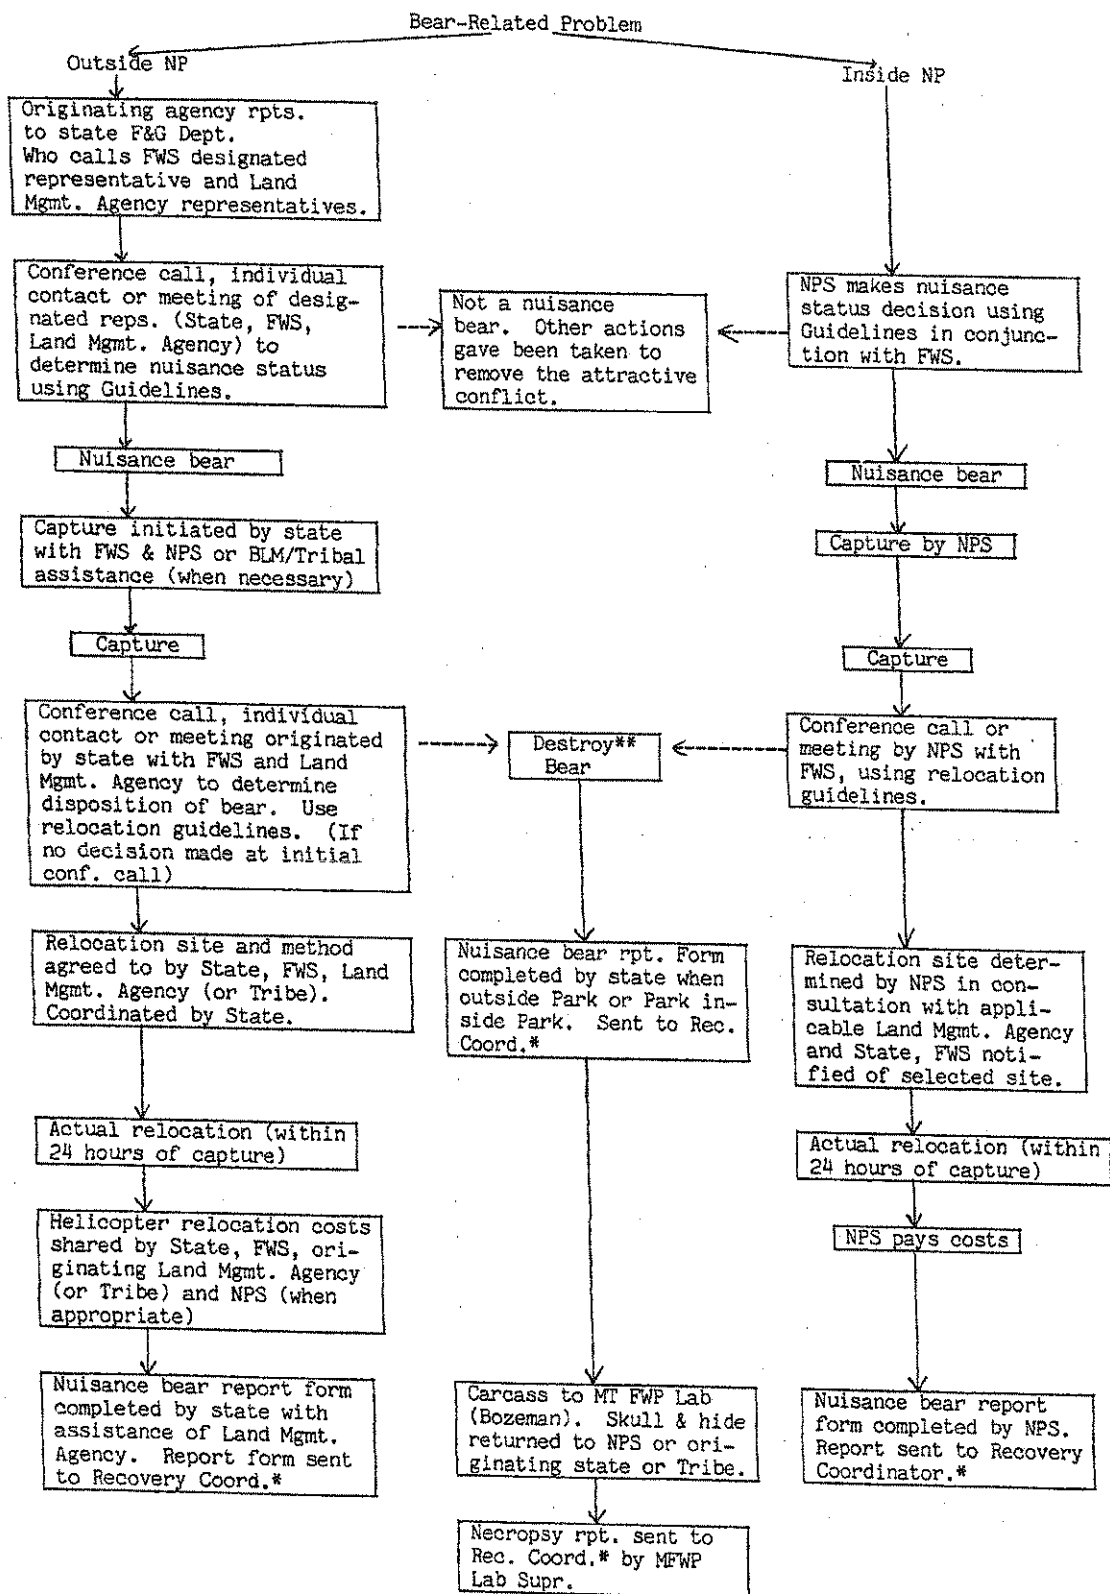 Bear-Related Problem
Outside NP
Inside NP
Originating agency rpts.
to state F&G Dept.
Who calls FWS designated
representative and Land
Mgmt. Agency representatives.
Conference call, individual
contact or meeting of desig-
nated reps. (State, FWS,
Land Mgmt. Agency) to
determine nuisance status
using Guidelines.
Not a nuisance
bear. Other actions
gave been taken to
remove the attractive
conflict.
NPS makes nuisance
status decision using
Guidelines in conjunc-
tion with FWS.
Nuisance bear
Nuisance bear
Capture initiated by state
with FWS & NPS or BLM/Tribal
assistance (when necessary)
Capture by NPS
Capture
Capture
Conference call, individual
contact or meeting originated
by state with FWS and Land
Mgmt. Agency to determine
disposition of bear. Use
relocation guidelines. (If
no decision made at initial
conf. call)
Destroy**
Bear
Conference call or
meeting by NPS with
FWS, using relocation
guidelines.
Relocation site and method
agreed to by State, FWS, Land
Mgmt. Agency (or Tribe).
Coordinated by State.
Nuisance bear rpt. Form
completed by state when
outside Park or Park in-
side Park. Sent to Rec.
Coord.*
Relocation site deter-
mined by NPS in con-
sultation with appli-
cable Land Mgmt. Agency
and State, FWS noti-
fied of selected site.
Actual relocation (within
24 hours of capture)
Actual relocation (within
24 hours of capture)
Helicopter relocation costs
shared by State, FWS, ori-
ginating Land Mgmt. Agency
(or Tribe) and NPS (when
appropriate)
NPS pays costs
Nuisance bear report form
completed by state with
assistance of Land Mgmt.
Agency. Report form sent
to Recovery Coord.*
Carcass to MT FWP Lab
(Bozeman). Skull & hide
returned to NPS or ori-
ginating state or Tribe.
Nuisance bear report
form completed by NPS.
Report sent to Recovery
Coordinator.*
Necropsy rpt. sent to
Rec. Coord.* by MFWP
Lab Supr.